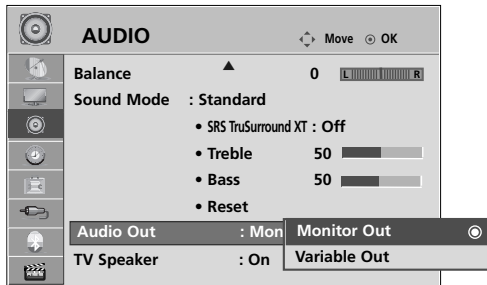 AUDIO Move OK
Balance 0 L R
Sound Mode : Standard
• SRS TruSurround XT : Off
• Treble 50
• Bass 50
• Reset
Audio Out : Mon Monitor Out
Variable Out
TV Speaker : On